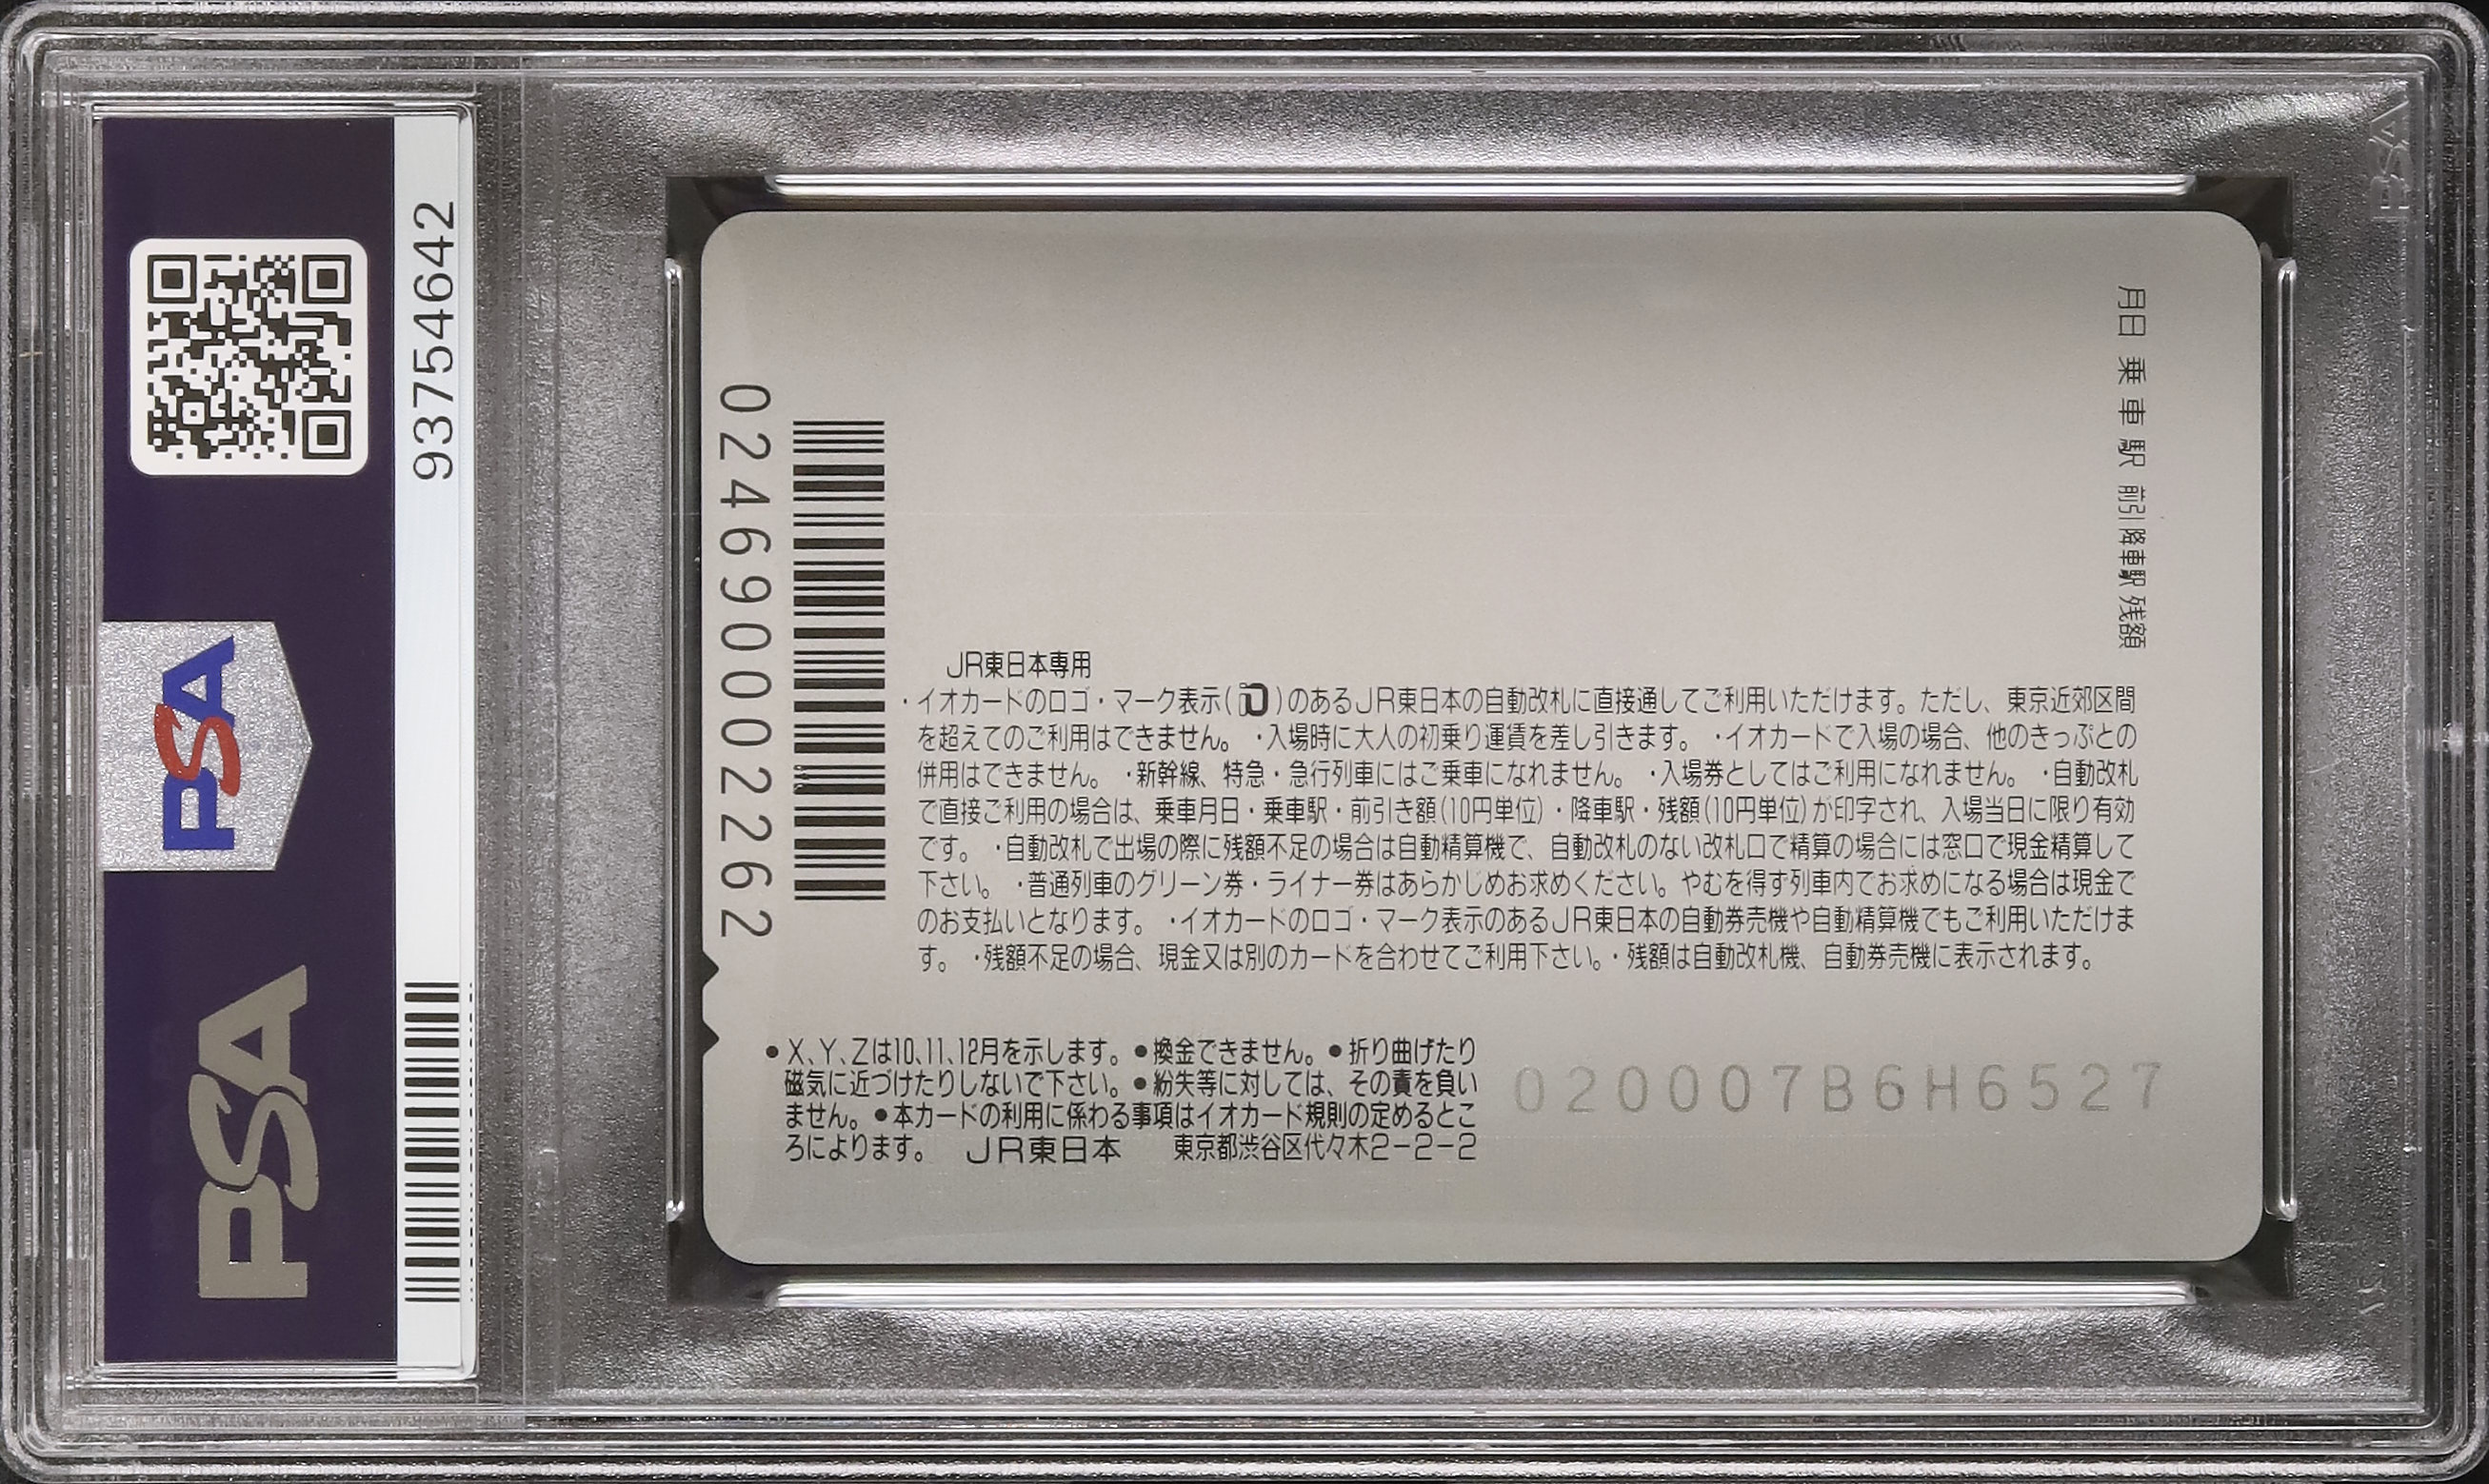 93754642
PSA
PSA
PSA
0246900022262
月日 乗車駅 前引 降車駅 残額
JR東日本専用
・イオカードのロゴ・マーク表示(iO)のあるJR東日本の自動改札に直接通してご利用いただけます。ただし、東京近郊区間
を超えてのご利用はできません。 ・入場時に大人の初乗り運賃を差し引きます。 ・イオカードで入場の場合、他のきっぷとの
併用はできません。 ・新幹線、特急・急行列車にはご乗車になれません。 ・入場券としてはご利用になれません。 ・自動改札
で直接ご利用の場合は、乗車月日・乗車駅・前引き額(10円単位)・降車駅・残額(10円単位)が印字され、入場当日に限り有効
です。 ・自動改札で出場の際に残額不足の場合は自動精算機で、自動改札のない改札口で精算の場合には窓口で現金精算して
下さい。 ・普通列車のグリーン券・ライナー券はあらかじめお求めください。やむを得ず列車内でお求めになる場合は現金で
のお支払いとなります。 ・イオカードのロゴ・マーク表示のあるJR東日本の自動券売機や自動精算機でもご利用いただけま
す。 ・残額不足の場合、現金又は別のカードを合わせてご利用下さい。・残額は自動改札機、自動券売機に表示されます。
●X、Y、Zは10、11、12月を示します。●換金できません。●折り曲げたり
磁気に近づけたりしないで下さい。●紛失等に対しては、その責を負い
ません。●本カードの利用に係わる事項はイオカード規則の定めるとこ
ろによります。 JR東日本 東京都渋谷区代々木2-2-2
020007B6H6527